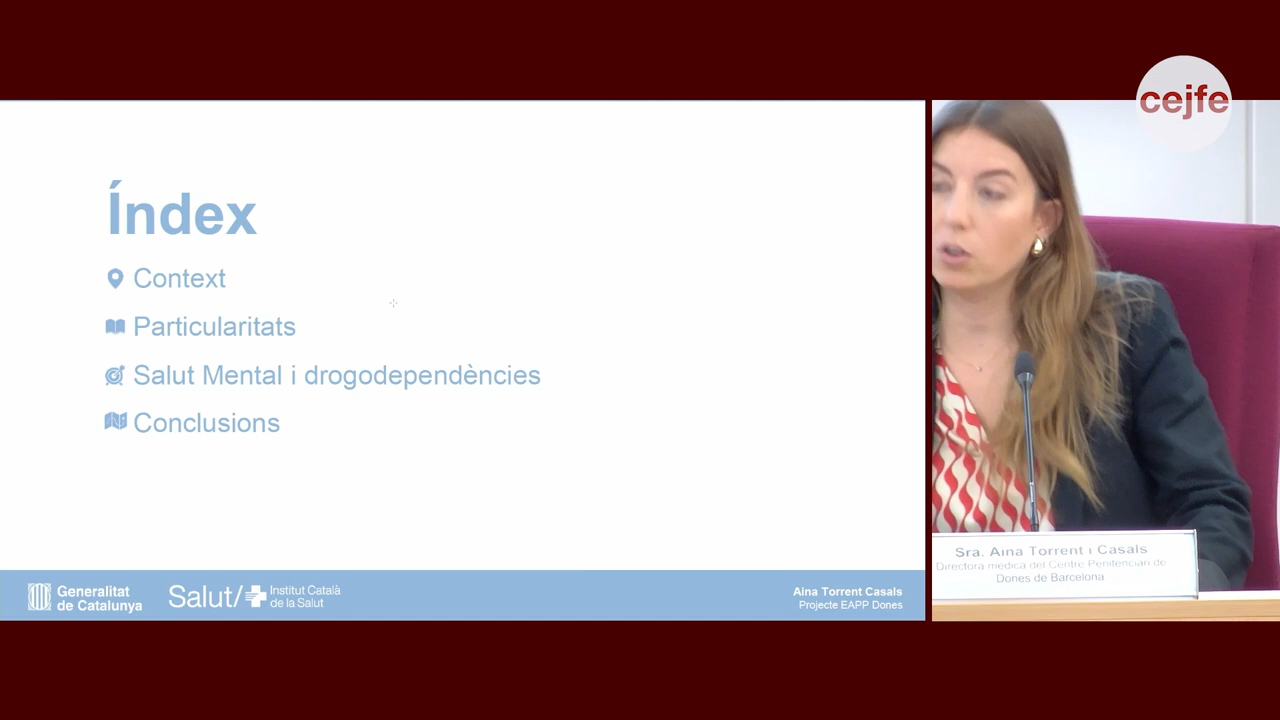 cejfe
Índex
Context
Particularitats
Salut Mental i drogodependències
Conclusions
Generalitat
de Catalunya
Salut/
Institut Català
de la Salut
Aina Torrent Casals
Projecte EAPP Dones
Sra. Aina Torrent i Casals
Directora mèdica del Centre Penitenciari de
Dones de Barcelona